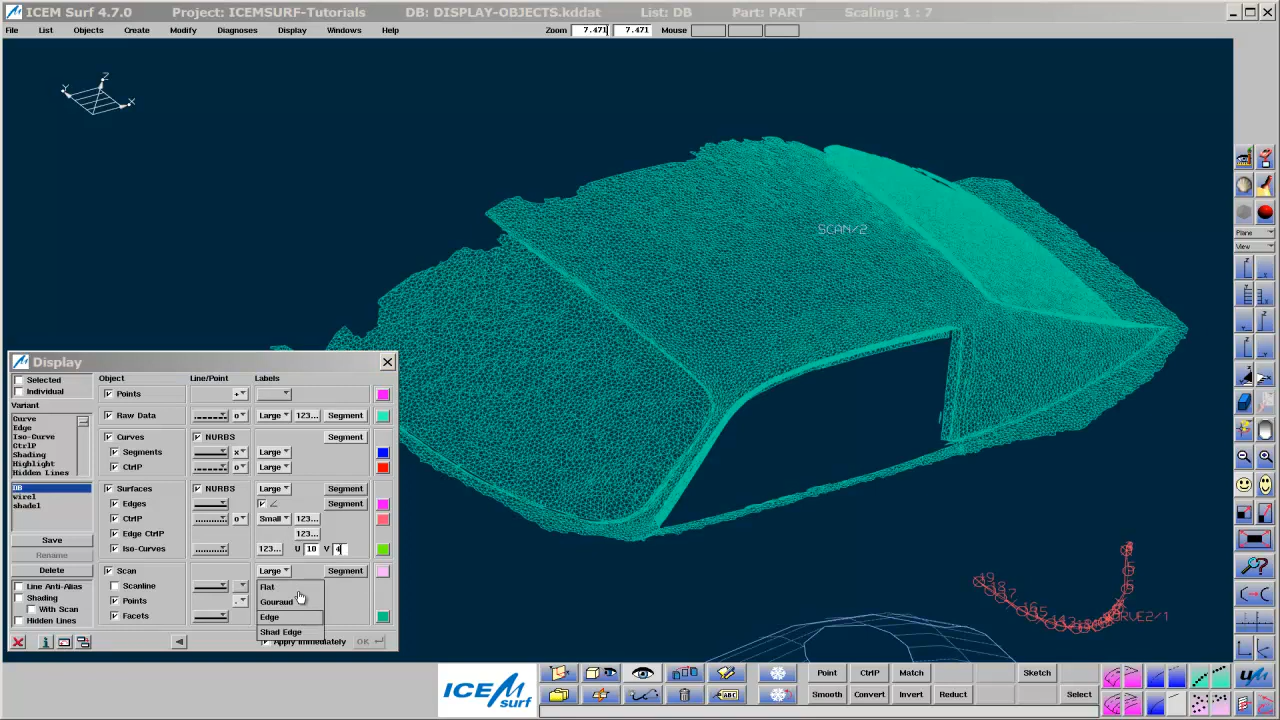 ICEM Surf 4.7.0 Project: ICEMSURF-Tutorials DB: DISPLAY-OBJECTS.kddat List: DB Part: PART Scaling: 1 : 7
File List Objects Create Modify Diagnoses Display Windows Help Zoom 7.471 7.471 Mouse
Z
Y
X
SCAN/2
Plane
View
Display
Selected
Individual
Variant
Curve
Edge
Iso-Curve
CtrlP
Shading
Highlight
Hidden Lines
DB
wire1
shade1
Save
Rename
Delete
Line Anti-Alias
Shading
With Scan
Hidden Lines
Object Line/Point Labels
Points +
Raw Data o Large 123... Segment
Curves NURBS Segment
Segments x Large
CtrlP o Large
Surfaces NURBS Large Segment
Edges Segment
CtrlP o Small 123...
Edge CtrlP 123...
Iso-Curves 123... U 10 V 4
Scan Large Segment
Scanline
Points .
Facets
Flat
Gouraud
Edge
Shad Edge
Apply Immediately OK
CURVE2/1
ICEM surf
Point CtrlP Match Sketch
Smooth Convert Invert Reduct Select